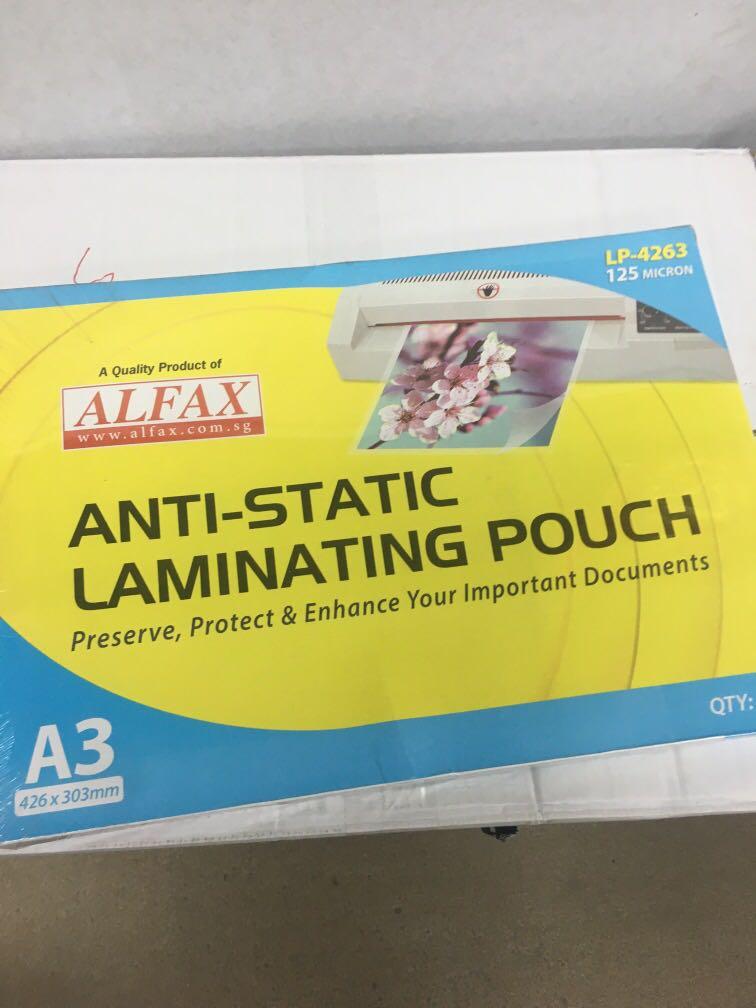 LP-4263
125 MICRON
A Quality Product of
ALFAX
www.alfax.com.sg
ANTI-STATIC
LAMINATING POUCH
Preserve, Protect & Enhance Your Important Documents
QTY:
A3
426 x 303mm